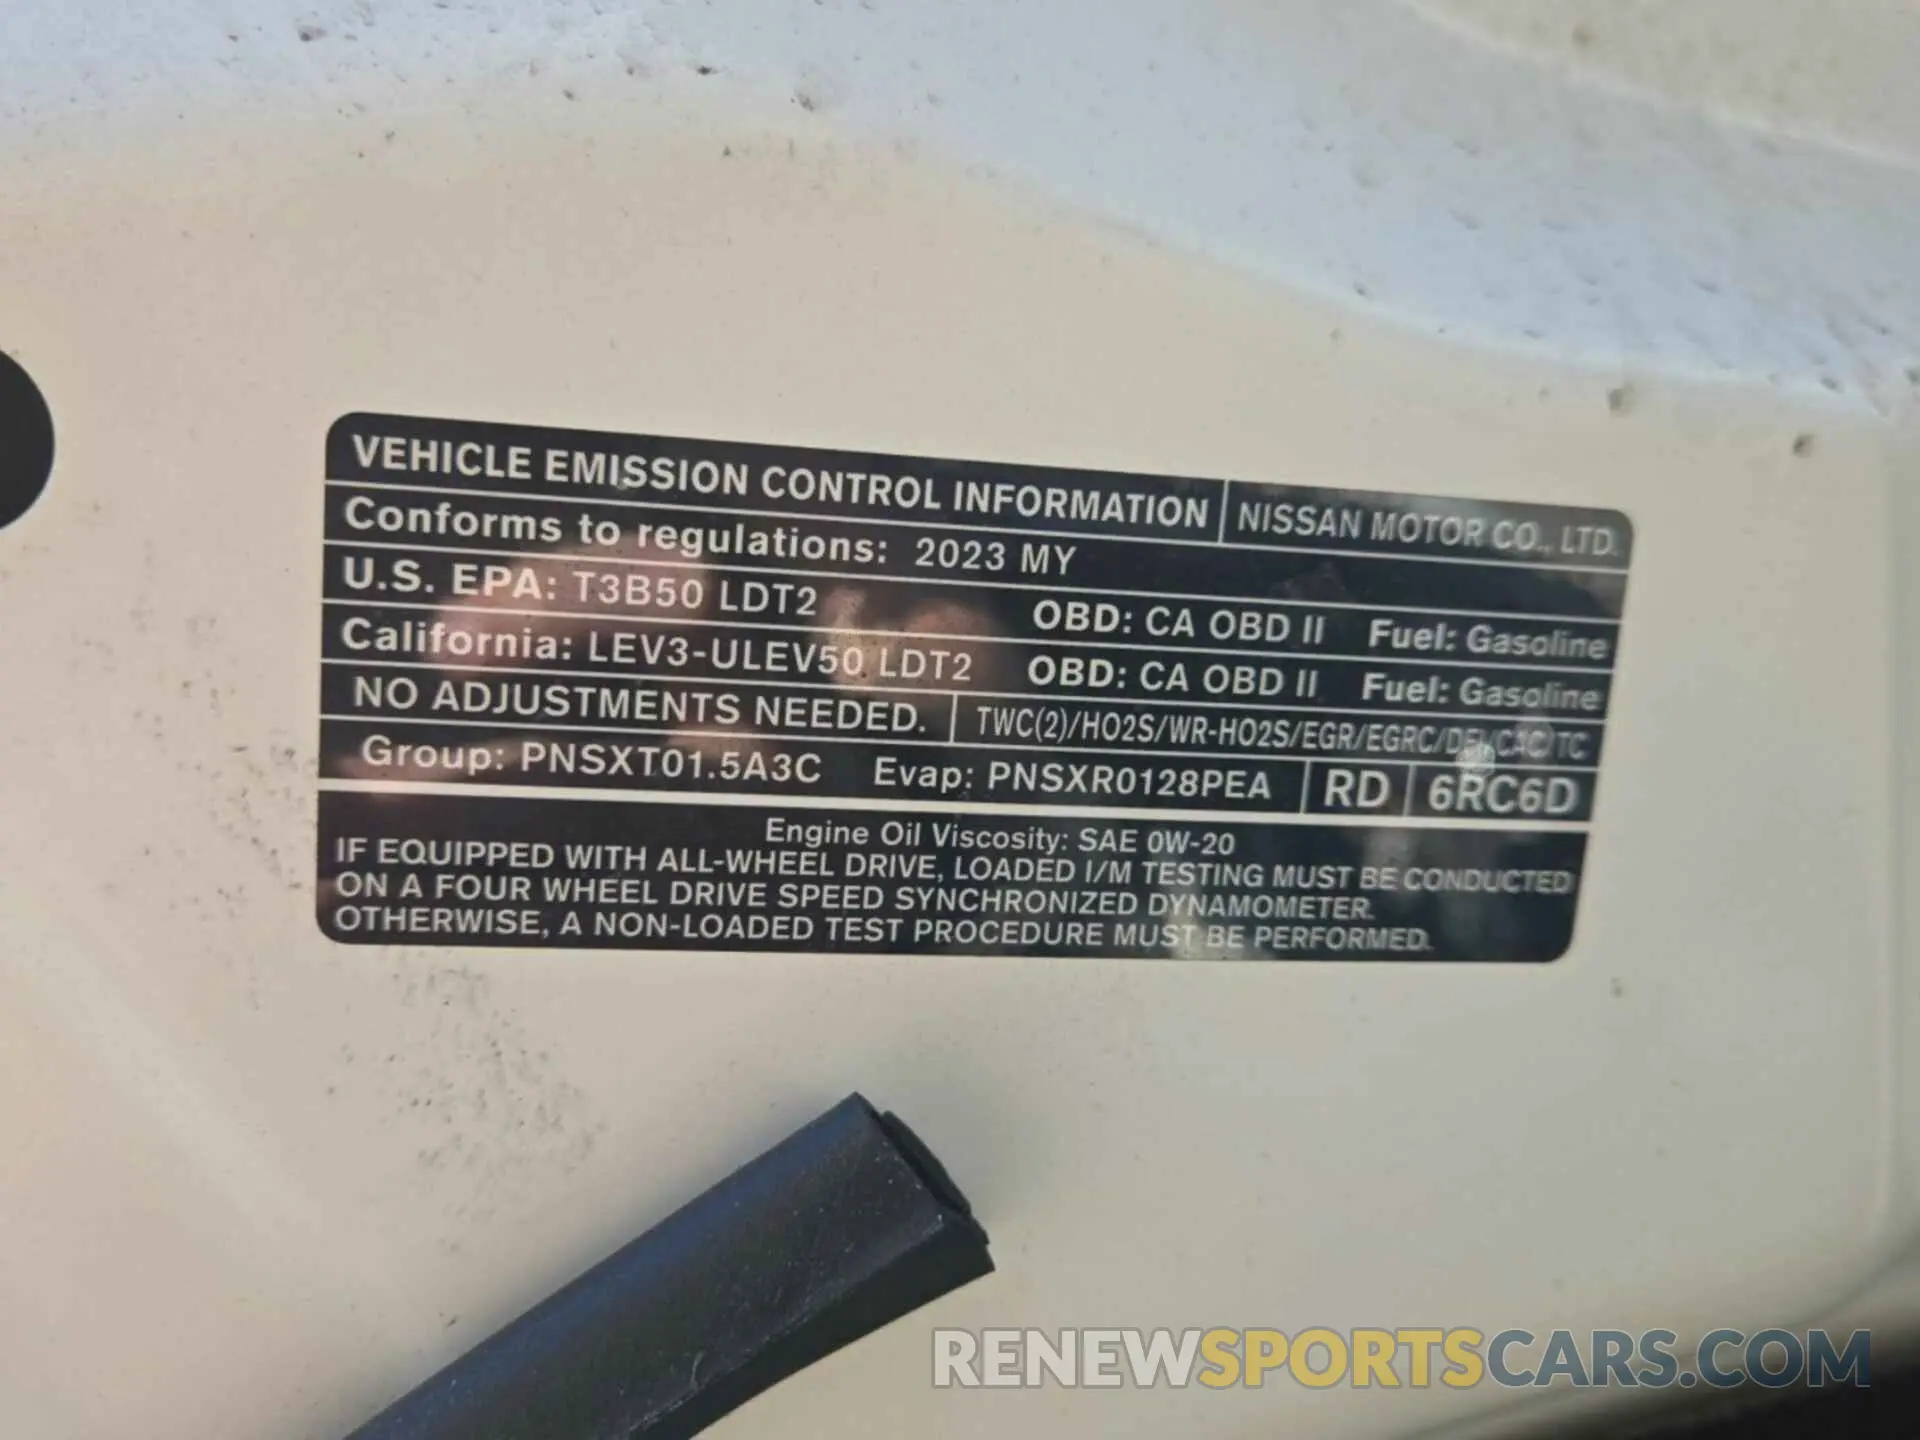 VEHICLE EMISSION CONTROL INFORMATION NISSAN MOTOR CO., LTD.
Conforms to regulations: 2023 MY
U.S. EPA: T3B50 LDT2 OBD: CA OBD II Fuel: Gasoline
California: LEV3-ULEV50 LDT2 OBD: CA OBD II Fuel: Gasoline
NO ADJUSTMENTS NEEDED. TWC(2)/HO2S/WR-HO2S/EGR/EGRC/DFI/CAC/TC
Group: PNSXT01.5A3C Evap: PNSXR0128PEA RD 6RC6D
Engine Oil Viscosity: SAE 0W-20
IF EQUIPPED WITH ALL-WHEEL DRIVE, LOADED I/M TESTING MUST BE CONDUCTED
ON A FOUR WHEEL DRIVE SPEED SYNCHRONIZED DYNAMOMETER.
OTHERWISE, A NON-LOADED TEST PROCEDURE MUST BE PERFORMED.
RENEWSPORTSCARS.COM